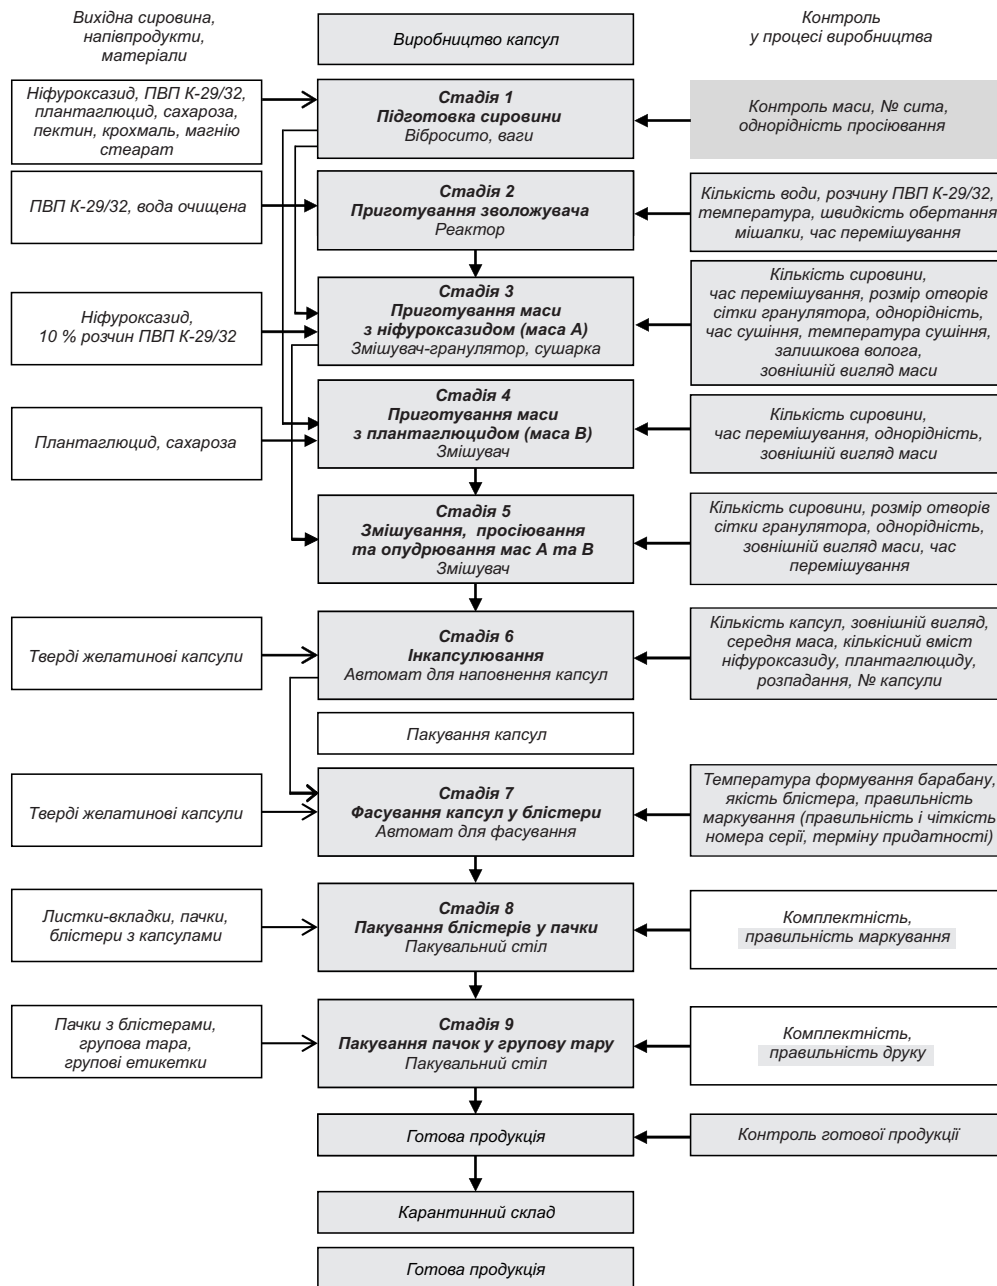 Вихідна сировина,
напівпродукти,
матеріали
Виробництво капсул
Контроль
у процесі виробництва
Ніфуроксазид, ПВП К-29/32,
плантаглюцид, сахароза,
пектин, крохмаль, магнію
стеарат
Стадія 1
Підготовка сировини
Вібросито, ваги
Контроль маси, № сита,
однорідність просіювання
ПВП К-29/32, вода очищена
Стадія 2
Приготування зволожувача
Реактор
Кількість води, розчину ПВП К-29/32,
температура, швидкість обертання
мішалки, час перемішування
Ніфуроксазид,
10 % розчин ПВП К-29/32
Стадія 3
Приготування маси
з ніфуроксазидом (маса А)
Змішувач-гранулятор, сушарка
Кількість сировини,
час перемішування, розмір отворів
сітки гранулятора, однорідність,
час сушіння, температура сушіння,
залишкова волога,
зовнішній вигляд маси
Плантаглюцид, сахароза
Стадія 4
Приготування маси
з плантаглюцидом (маса В)
Змішувач
Кількість сировини,
час перемішування, однорідність,
зовнішній вигляд маси
Стадія 5
Змішування, просіювання
та опудрювання мас А та В
Змішувач
Кількість сировини, розмір отворів
сітки гранулятора, однорідність,
зовнішній вигляд маси, час
перемішування
Тверді желатинові капсули
Стадія 6
Інкапсулювання
Автомат для наповнення капсул
Кількість капсул, зовнішній вигляд,
середня маса, кількісний вміст
ніфуроксазиду, плантаглюциду,
розпадання, № капсули
Пакування капсул
Тверді желатинові капсули
Стадія 7
Фасування капсул у блістери
Автомат для фасування
Температура формування барабану,
якість блістера, правильність
маркування (правильність і чіткість
номера серії, терміну придатності)
Листки-вкладки, пачки,
блістери з капсулами
Стадія 8
Пакування блістерів у пачки
Пакувальний стіл
Комплектність,
правильність маркування
Пачки з блістерами,
групова тара,
групові етикетки
Стадія 9
Пакування пачок у групову тару
Пакувальний стіл
Комплектність,
правильність друку
Готова продукція
Контроль готової продукції
Карантинний склад
Готова продукція